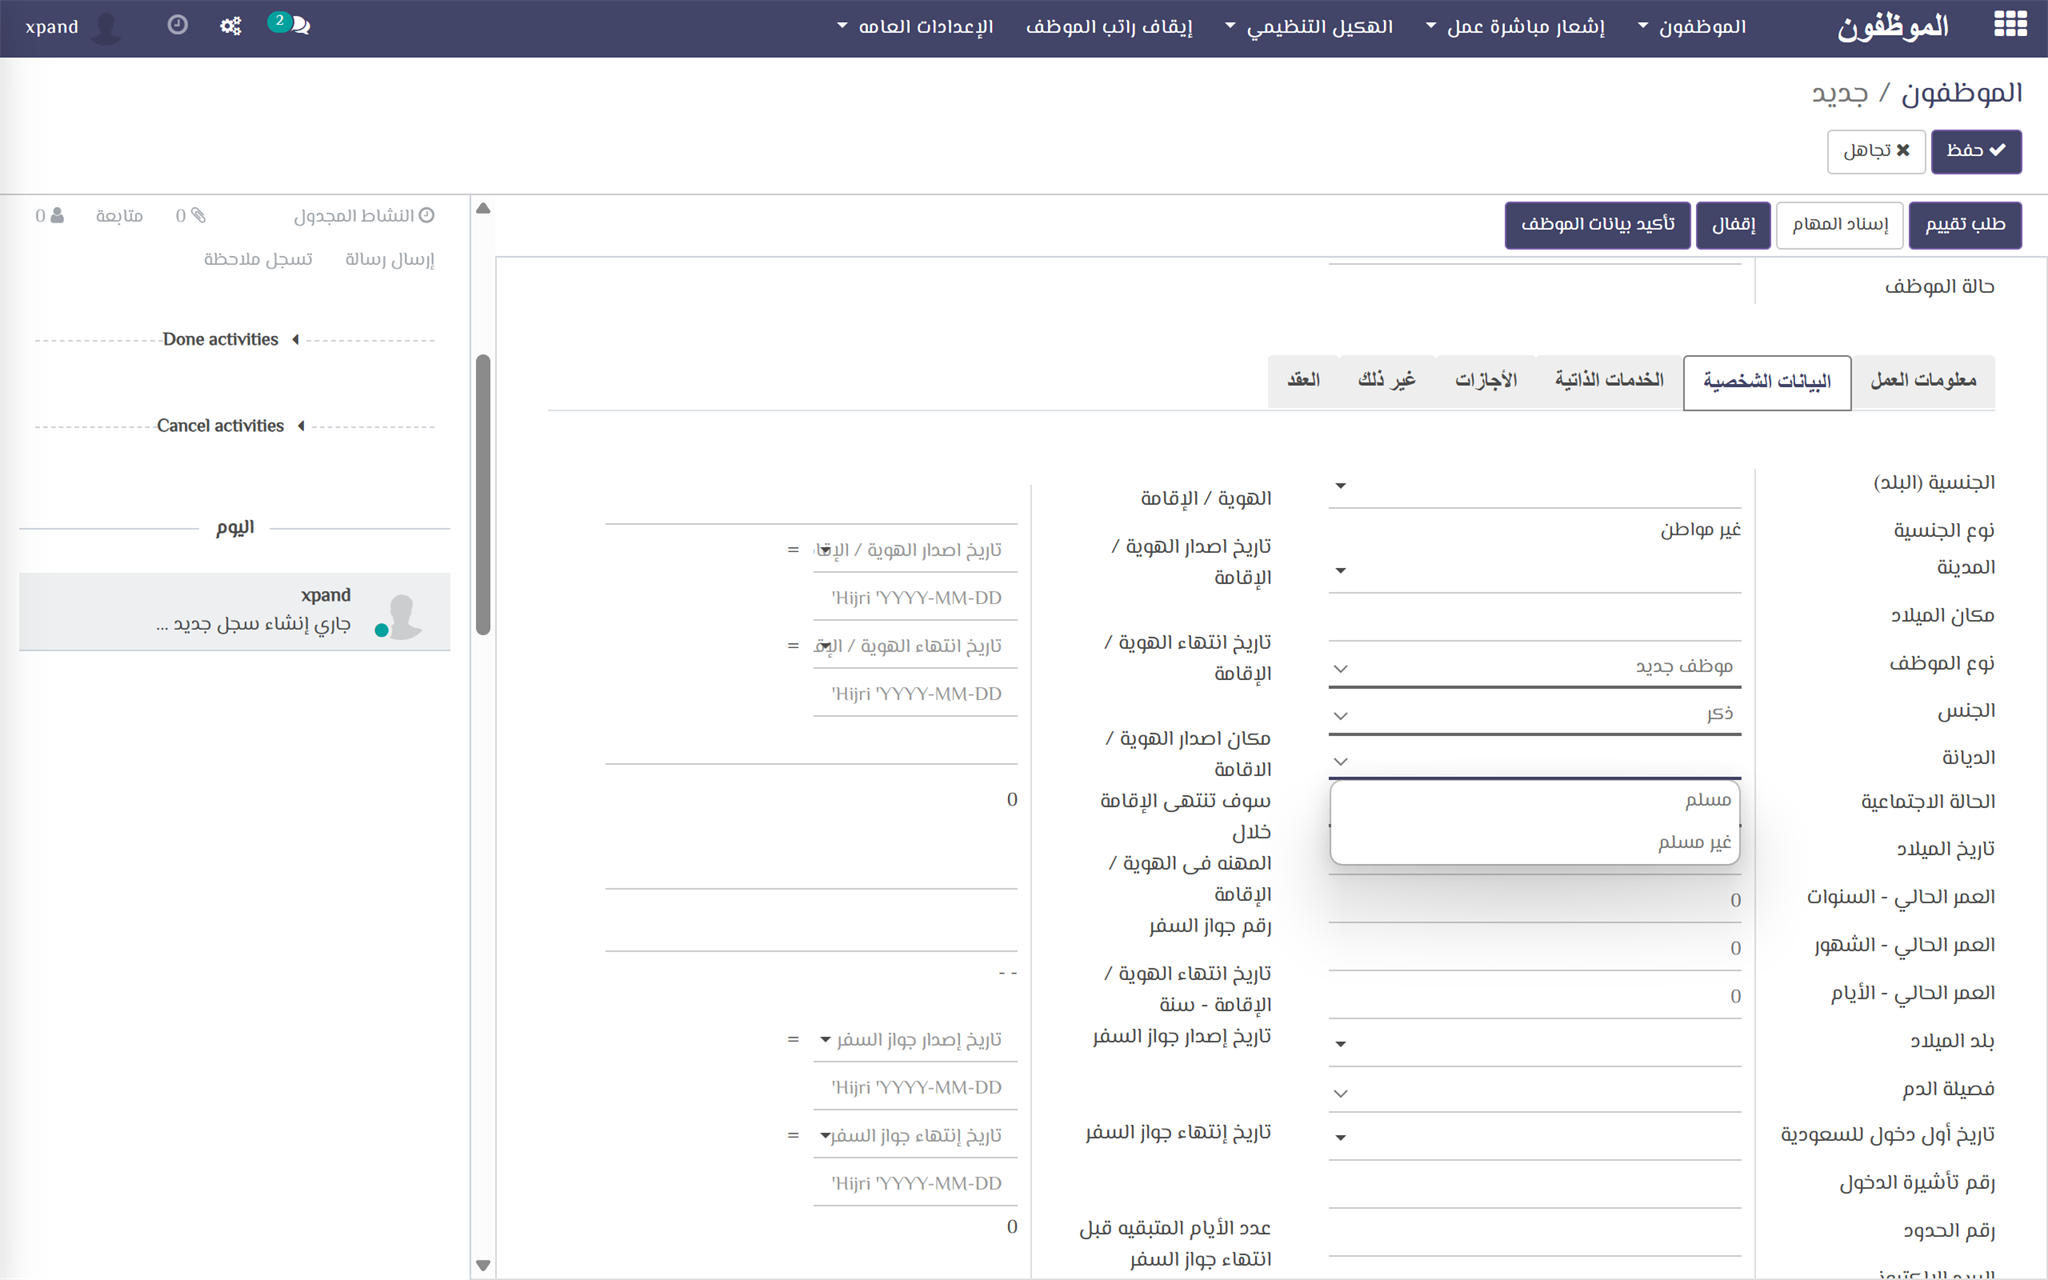 الموظفون
الموظفون
إشعار مباشرة عمل
الهكيل التنظيمي
إيقاف راتب الموظف
الإعدادات العامه
2
xpand
الموظفون / جديد
حفظ
تجاهل
طلب تقييم
إسناد المهام
إقفال
تأكيد بيانات الموظف
حالة الموظف
معلومات العمل
البيانات الشخصية
الخدمات الذاتية
الأجازات
غير ذلك
العقد
الجنسية (البلد)
نوع الجنسية
غير مواطن
المدينة
مكان الميلاد
نوع الموظف
موظف جديد
الجنس
ذكر
الديانة
مسلم
غير مسلم
الحالة الاجتماعية
تاريخ الميلاد
العمر الحالي - السنوات
0
العمر الحالي - الشهور
0
العمر الحالي - الأيام
0
بلد الميلاد
فصيلة الدم
تاريخ أول دخول للسعودية
رقم تأشيرة الدخول
رقم الحدود
الهوية / الإقامة
تاريخ اصدار الهوية /
الإقامة
تاريخ اصدار الهوية / الإقا
=
Hijri 'YYYY-MM-DD'
تاريخ انتهاء الهوية /
الإقامة
تاريخ انتهاء الهوية / الإق
=
Hijri 'YYYY-MM-DD'
مكان اصدار الهوية /
الاقامة
سوف تنتهى الإقامة
خلال
0
المهنه فى الهوية /
الإقامة
رقم جواز السفر
تاريخ انتهاء الهوية /
الإقامة - سنة
- -
تاريخ إصدار جواز السفر
تاريخ إصدار جواز السفر
=
Hijri 'YYYY-MM-DD'
تاريخ إنتهاء جواز السفر
تاريخ إنتهاء جواز السفر
=
Hijri 'YYYY-MM-DD'
عدد الأيام المتبقيه قبل
انتهاء جواز السفر
0
النشاط المجدول
0
متابعة
0
إرسال رسالة
تسجل ملاحظة
Done activities
Cancel activities
اليوم
xpand
جاري إنشاء سجل جديد ...